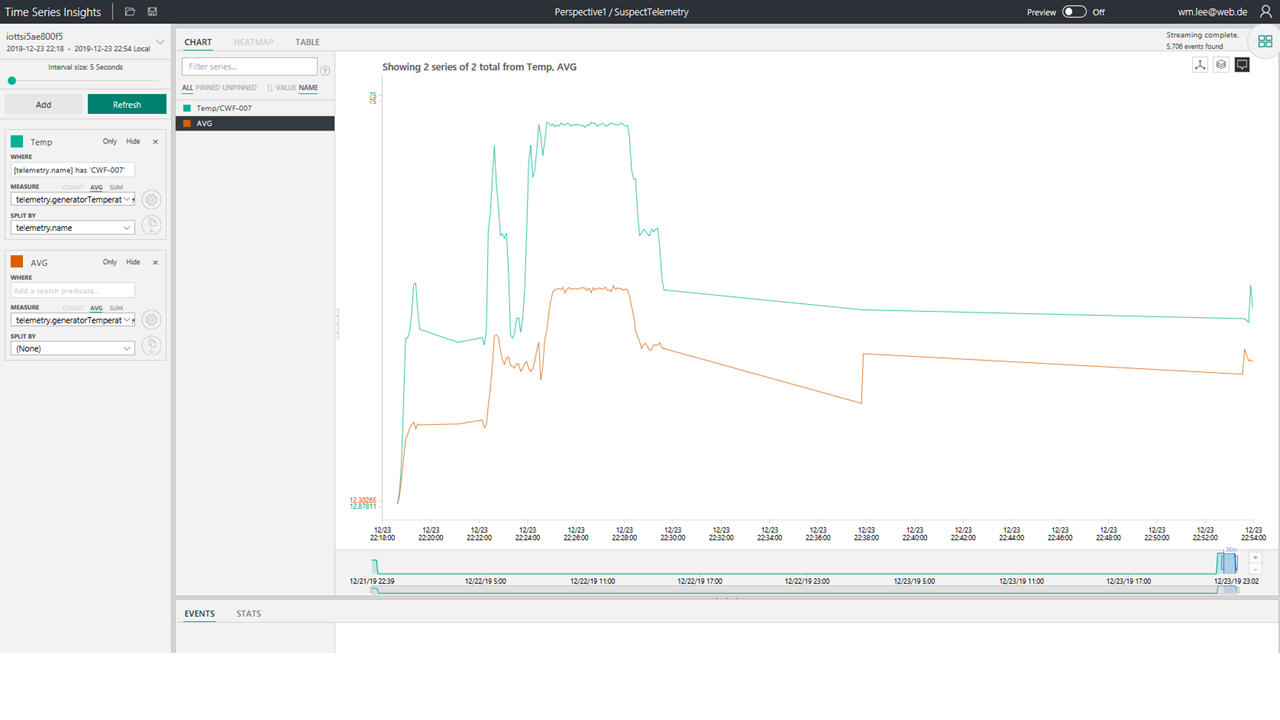 Time Series Insights
Perspective1 / SuspectTelemetry
Preview Off
wm.lee@web.de
iottsi5ae800f5
2019-12-23 22:18 - 2019-12-23 22:54 Local
Interval size: 5 Seconds
Add
Refresh
Temp
Only Hide ×
WHERE
[telemetry.name] has 'CWF-007'
MEASURE COUNT AVG SUM
telemetry.generatorTemperat
SPLIT BY
telemetry.name
AVG
Only Hide ×
WHERE
Add a search predicate...
MEASURE COUNT AVG SUM
telemetry.generatorTemperat
SPLIT BY
(None)
CHART HEATMAP TABLE
Streaming complete.
5,706 events found
Filter series...
?
ALL PINNED UNPINNED VALUE NAME
Temp/CWF-007
AVG
Showing 2 series of 2 total from Temp, AVG
75
75
12.30265
12.87811
12/23 12/23 12/23 12/23 12/23 12/23 12/23 12/23 12/23 12/23 12/23 12/23 12/23 12/23 12/23 12/23 12/23 12/23 12/23
22:18:00 22:20:00 22:22:00 22:24:00 22:26:00 22:28:00 22:30:00 22:32:00 22:34:00 22:36:00 22:38:00 22:40:00 22:42:00 22:44:00 22:46:00 22:48:00 22:50:00 22:52:00 22:54:00
36m
+
-
12/21/19 22:39 12/22/19 5:00 12/22/19 11:00 12/22/19 17:00 12/22/19 23:00 12/23/19 5:00 12/23/19 11:00 12/23/19 17:00 12/23/19 23:02
EVENTS STATS